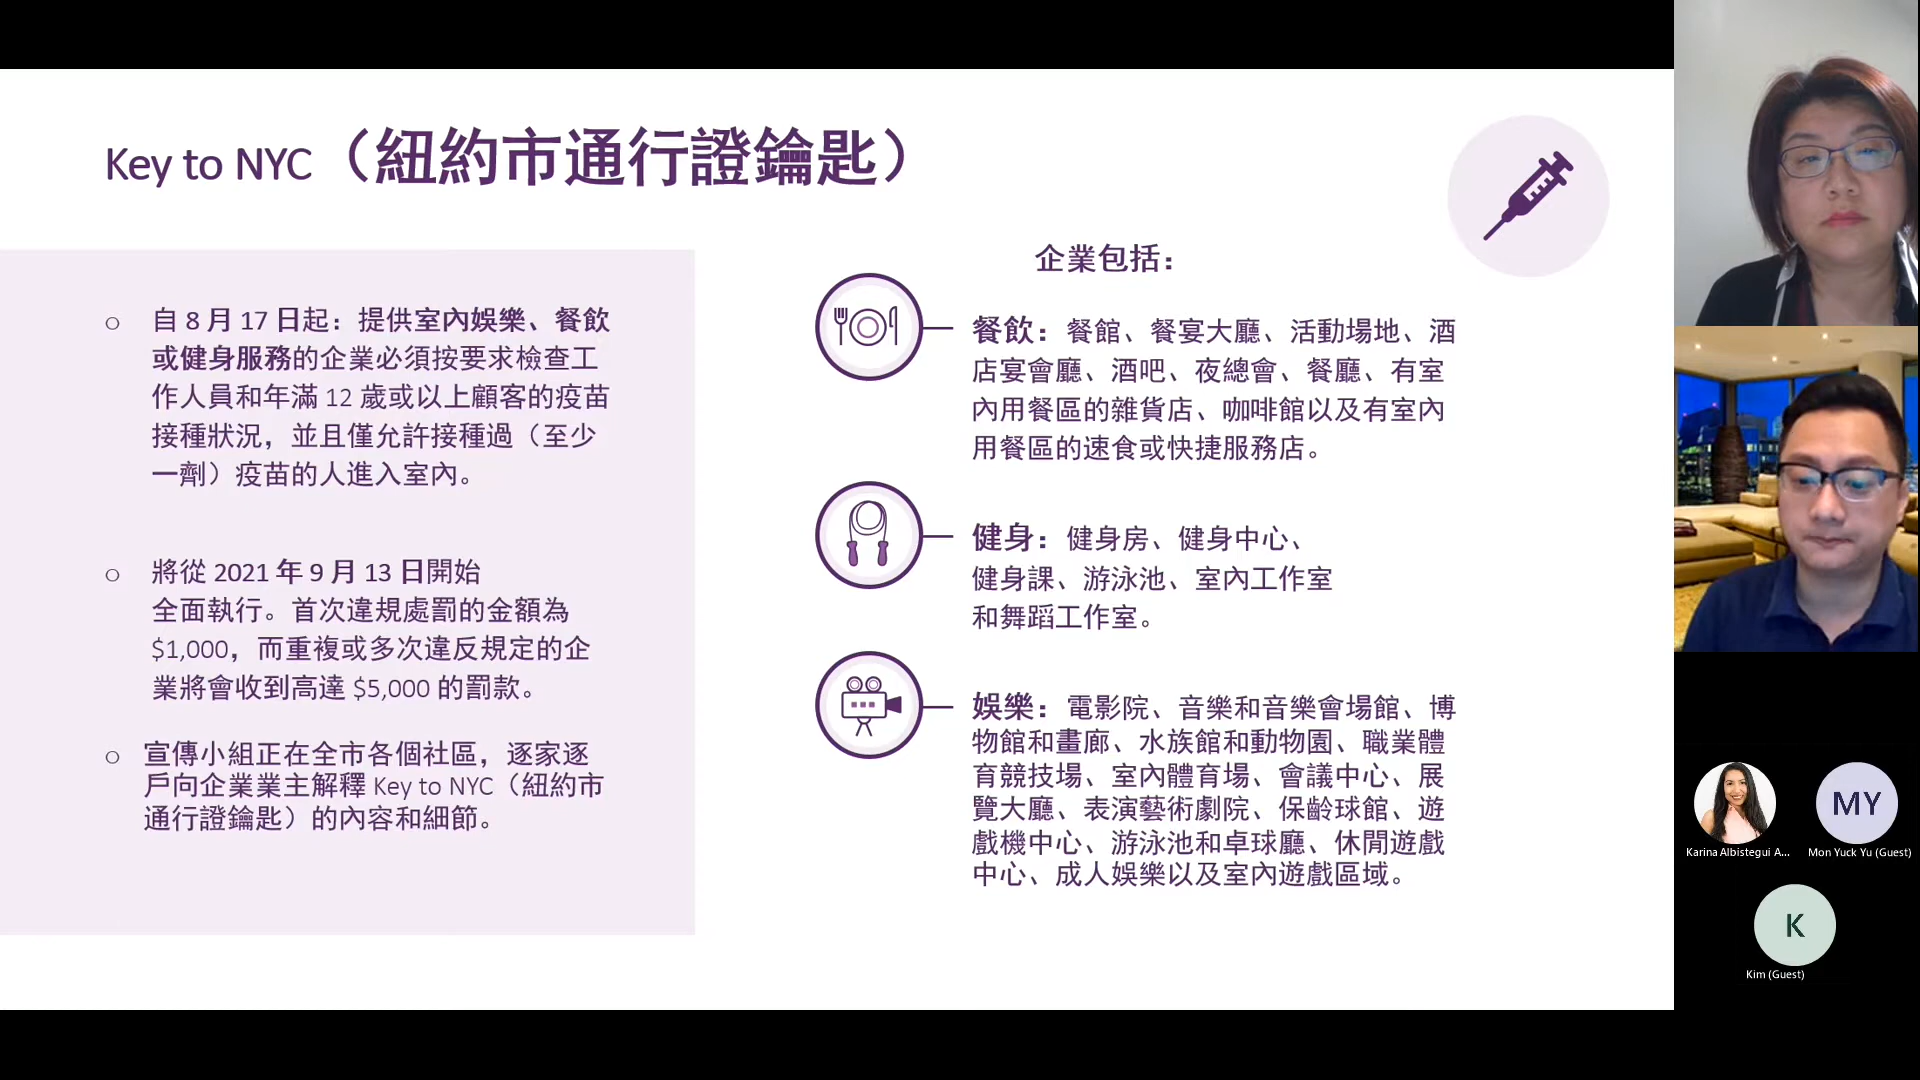 Key to NYC（紐約市通行證鑰匙）
○ 自 8 月 17 日起：提供室內娛樂、餐飲
或健身服務的企業必須按要求檢查工
作人員和年滿 12 歲或以上顧客的疫苗
接種狀況，並且僅允許接種過（至少
一劑）疫苗的人進入室內。
○ 將從 2021 年 9 月 13 日開始
全面執行。首次違規處罰的金額為
$1,000，而重複或多次違反規定的企
業將會收到高達 $5,000 的罰款。
○ 宣傳小組正在全市各個社區，逐家逐
戶向企業業主解釋 Key to NYC（紐約市
通行證鑰匙）的內容和細節。
企業包括：
餐飲：餐館、餐宴大廳、活動場地、酒
店宴會廳、酒吧、夜總會、餐廳、有室
內用餐區的雜貨店、咖啡館以及有室內
用餐區的速食或快捷服務店。
健身：健身房、健身中心、
健身課、游泳池、室內工作室
和舞蹈工作室。
娛樂：電影院、音樂和音樂會場館、博
物館和畫廊、水族館和動物園、職業體
育競技場、室內體育場、會議中心、展
覽大廳、表演藝術劇院、保齡球館、遊
戲機中心、游泳池和卓球廳、休閒遊戲
中心、成人娛樂以及室內遊戲區域。
Karina Albistegui A...
MY
Mon Yuck Yu (Guest)
K
Kim (Guest)